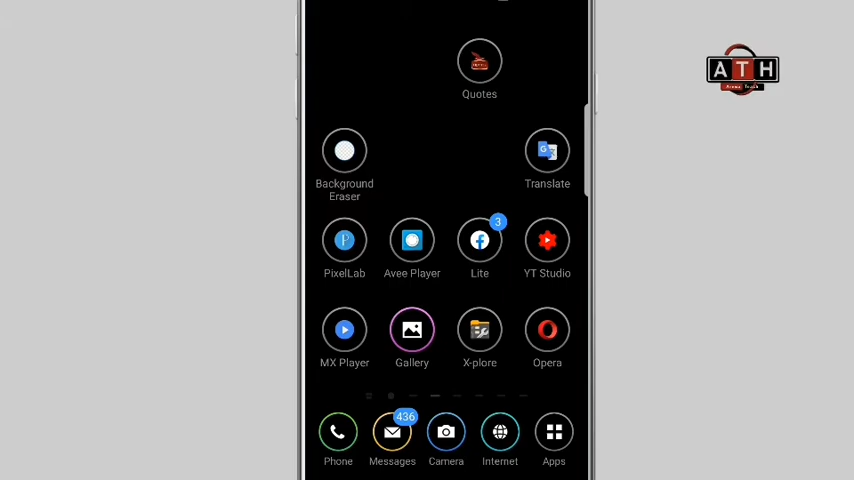 Quotes
ATH
Background
Eraser
Translate
3
PixelLab
Avee Player
Lite
YT Studio
MX Player
Gallery
X-plore
Opera
436
Phone
Messages
Camera
Internet
Apps